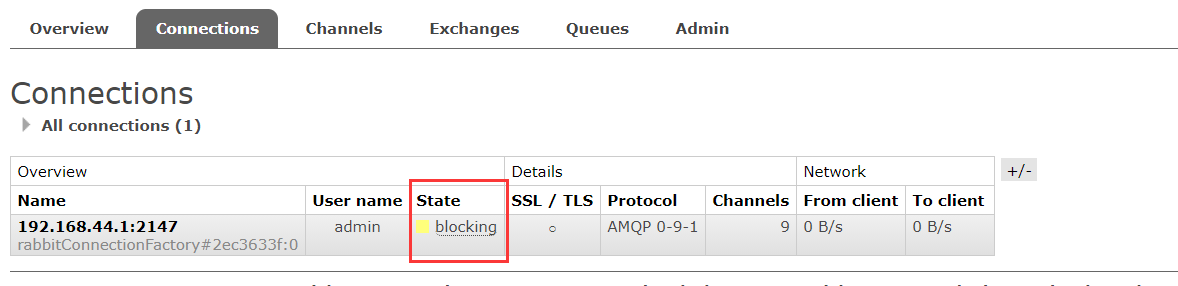 Overview Connections Channels Exchanges Queues Admin
Connections
All connections (1)
Overview Details Network +/-
Name User name State SSL / TLS Protocol Channels From client To client
192.168.44.1:2147 admin blocking ○ AMQP 0-9-1 9 0 B/s 0 B/s
rabbitConnectionFactory#2ec3633f:0